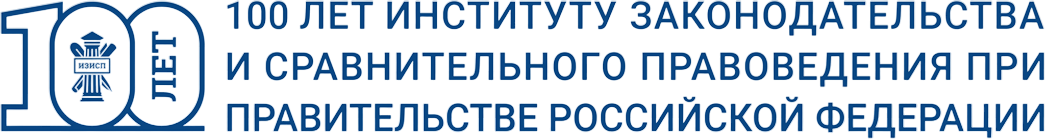 100
ИЗИСП
ЛЕТ
100 ЛЕТ ИНСТИТУТУ ЗАКОНОДАТЕЛЬСТВА
И СРАВНИТЕЛЬНОГО ПРАВОВЕДЕНИЯ ПРИ
ПРАВИТЕЛЬСТВЕ РОССИЙСКОЙ ФЕДЕРАЦИИ